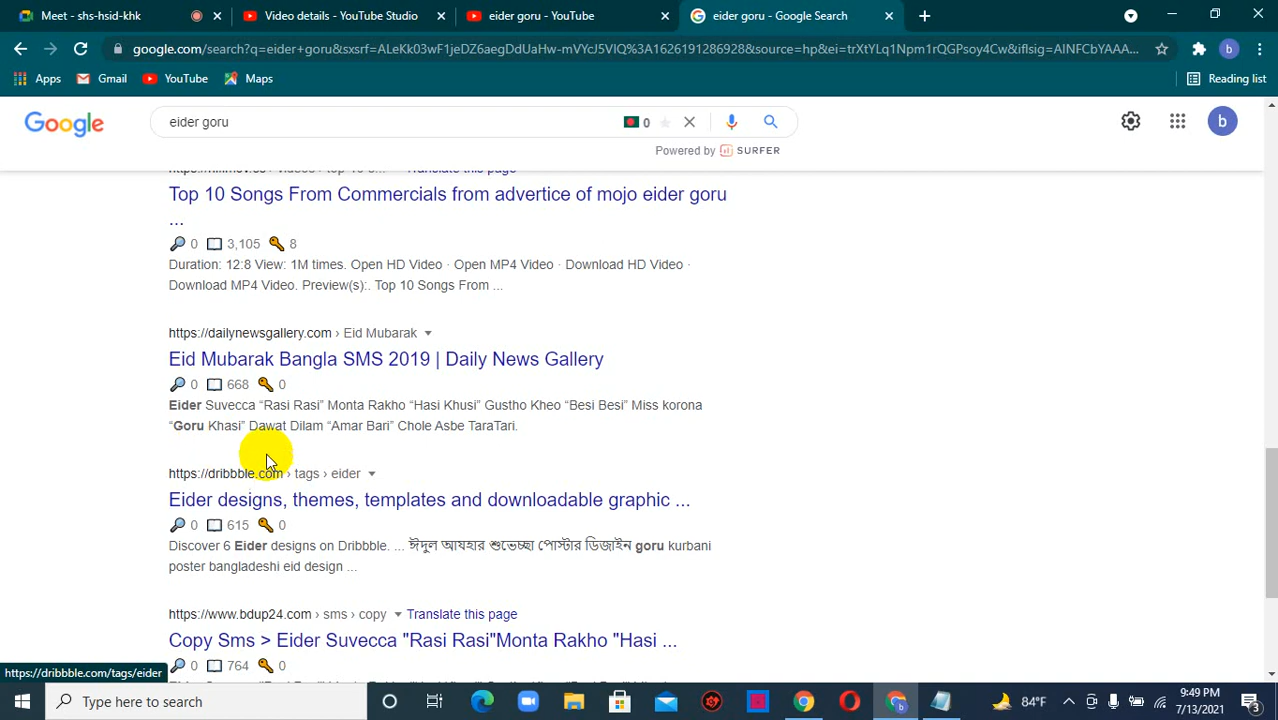 Meet - shs-hsid-khk
Video details - YouTube Studio
eider goru - YouTube
eider goru - Google Search
google.com/search?q=eider+goru&sxsrf=ALeKk03wF1jeDZ6aegDdUaHw-mVYcJ5VIQ%3A1626191286928&source=hp&ei=trXtYLq1Npm1rQGPsoy4Cw&iflsig=AINFCbYAAA...
b
Apps
Gmail
YouTube
Maps
Reading list
Google
eider goru
0
Powered by SURFER
b
Translate this page
Top 10 Songs From Commercials from advertice of mojo eider goru
...
0 3,105 8
Duration: 12:8 View: 1M times. Open HD Video · Open MP4 Video · Download HD Video ·
Download MP4 Video. Preview(s):. Top 10 Songs From ...
https://dailynewsgallery.com › Eid Mubarak
Eid Mubarak Bangla SMS 2019 | Daily News Gallery
0 668 0
Eider Suvecca “Rasi Rasi” Monta Rakho “Hasi Khusi” Gustho Kheo “Besi Besi” Miss korona
“Goru Khasi” Dawat Dilam “Amar Bari” Chole Asbe TaraTari.
https://dribbble.com › tags › eider
Eider designs, themes, templates and downloadable graphic ...
0 615 0
Discover 6 Eider designs on Dribbble. ... ঈদুল আযহার শুভেচ্ছা পোস্টার ডিজাইন goru kurbani
poster bangladeshi eid design ...
https://www.bdup24.com › sms › copy Translate this page
Copy Sms > Eider Suvecca "Rasi Rasi"Monta Rakho "Hasi ...
0 764 0
https://dribbble.com/tags/eider
Type here to search
84°F
9:49 PM
7/13/2021
3